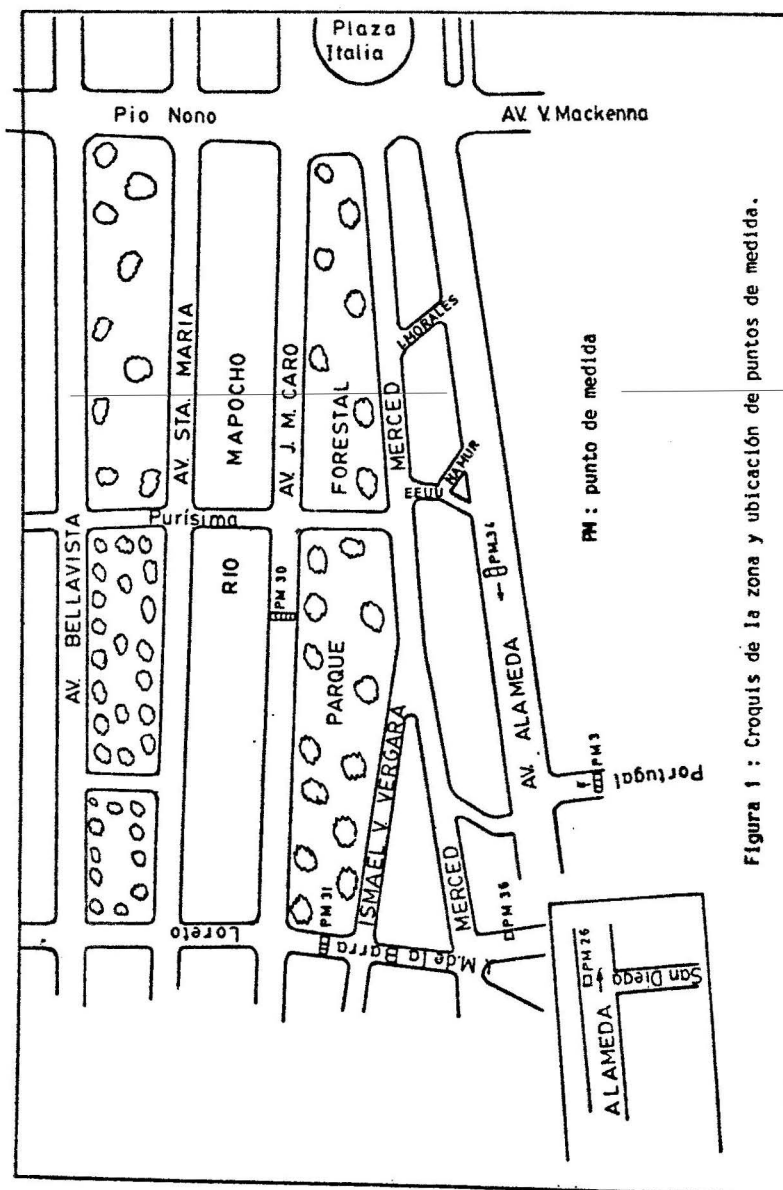 Plaza
Italia
Pio Nono
AV. V. Mackenna
AV. BELLAVISTA
AV. STA. MARIA
Purísima
RIO
MAPOCHO
AV. J. M. CARO
PM 30
PARQUE
FORESTAL
MERCED
I. MORALES
EEUU
NAMUR
PM.34
AV. ALAMEDA
ISMAEL V. VERGARA
MERCED
Loreto
PM 31
M. de la Barra
PM 36
PM 3
Portugal
PM 26
ALAMEDA
San Diego
PM : punto de medida
Figura 1 : Croquis de la zona y ubicación de puntos de medida.